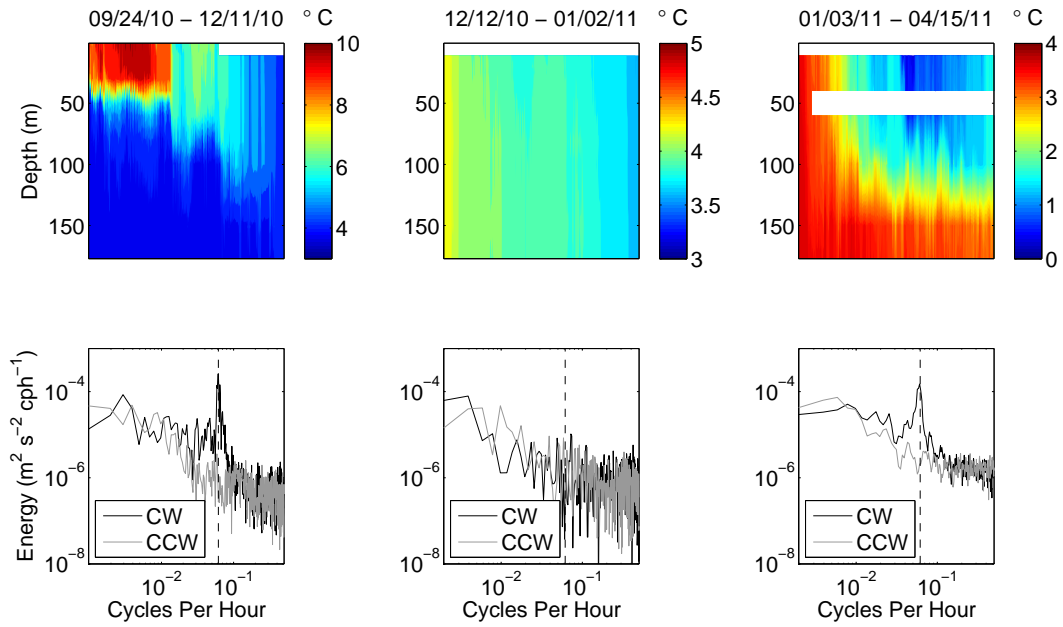 09/24/10 − 12/11/10 ° C
12/12/10 − 01/02/11 ° C
01/03/11 − 04/15/11 ° C
Depth (m)
50
100
150
10
8
6
4
5
4.5
4
3.5
3
50
100
150
4
3
2
1
0
50
100
150
Energy (m² s⁻² cph⁻¹)
10⁻⁴
10⁻⁶
10⁻⁸
CW
CCW
10⁻² 10⁻¹
Cycles Per Hour
10⁻⁴
10⁻⁶
10⁻⁸
CW
CCW
10⁻² 10⁻¹
Cycles Per Hour
10⁻⁴
10⁻⁶
10⁻⁸
CW
CCW
10⁻² 10⁻¹
Cycles Per Hour